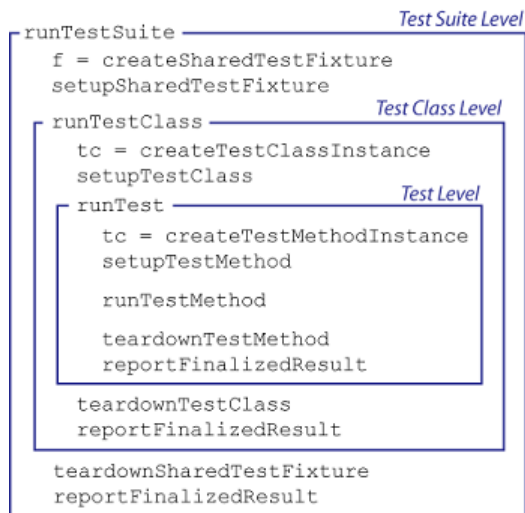 Test Suite Level
runTestSuite
f = createSharedTestFixture
setupSharedTestFixture
Test Class Level
runTestClass
tc = createTestClassInstance
setupTestClass
Test Level
runTest
tc = createTestMethodInstance
setupTestMethod
runTestMethod
teardownTestMethod
reportFinalizedResult
teardownTestClass
reportFinalizedResult
teardownSharedTestFixture
reportFinalizedResult